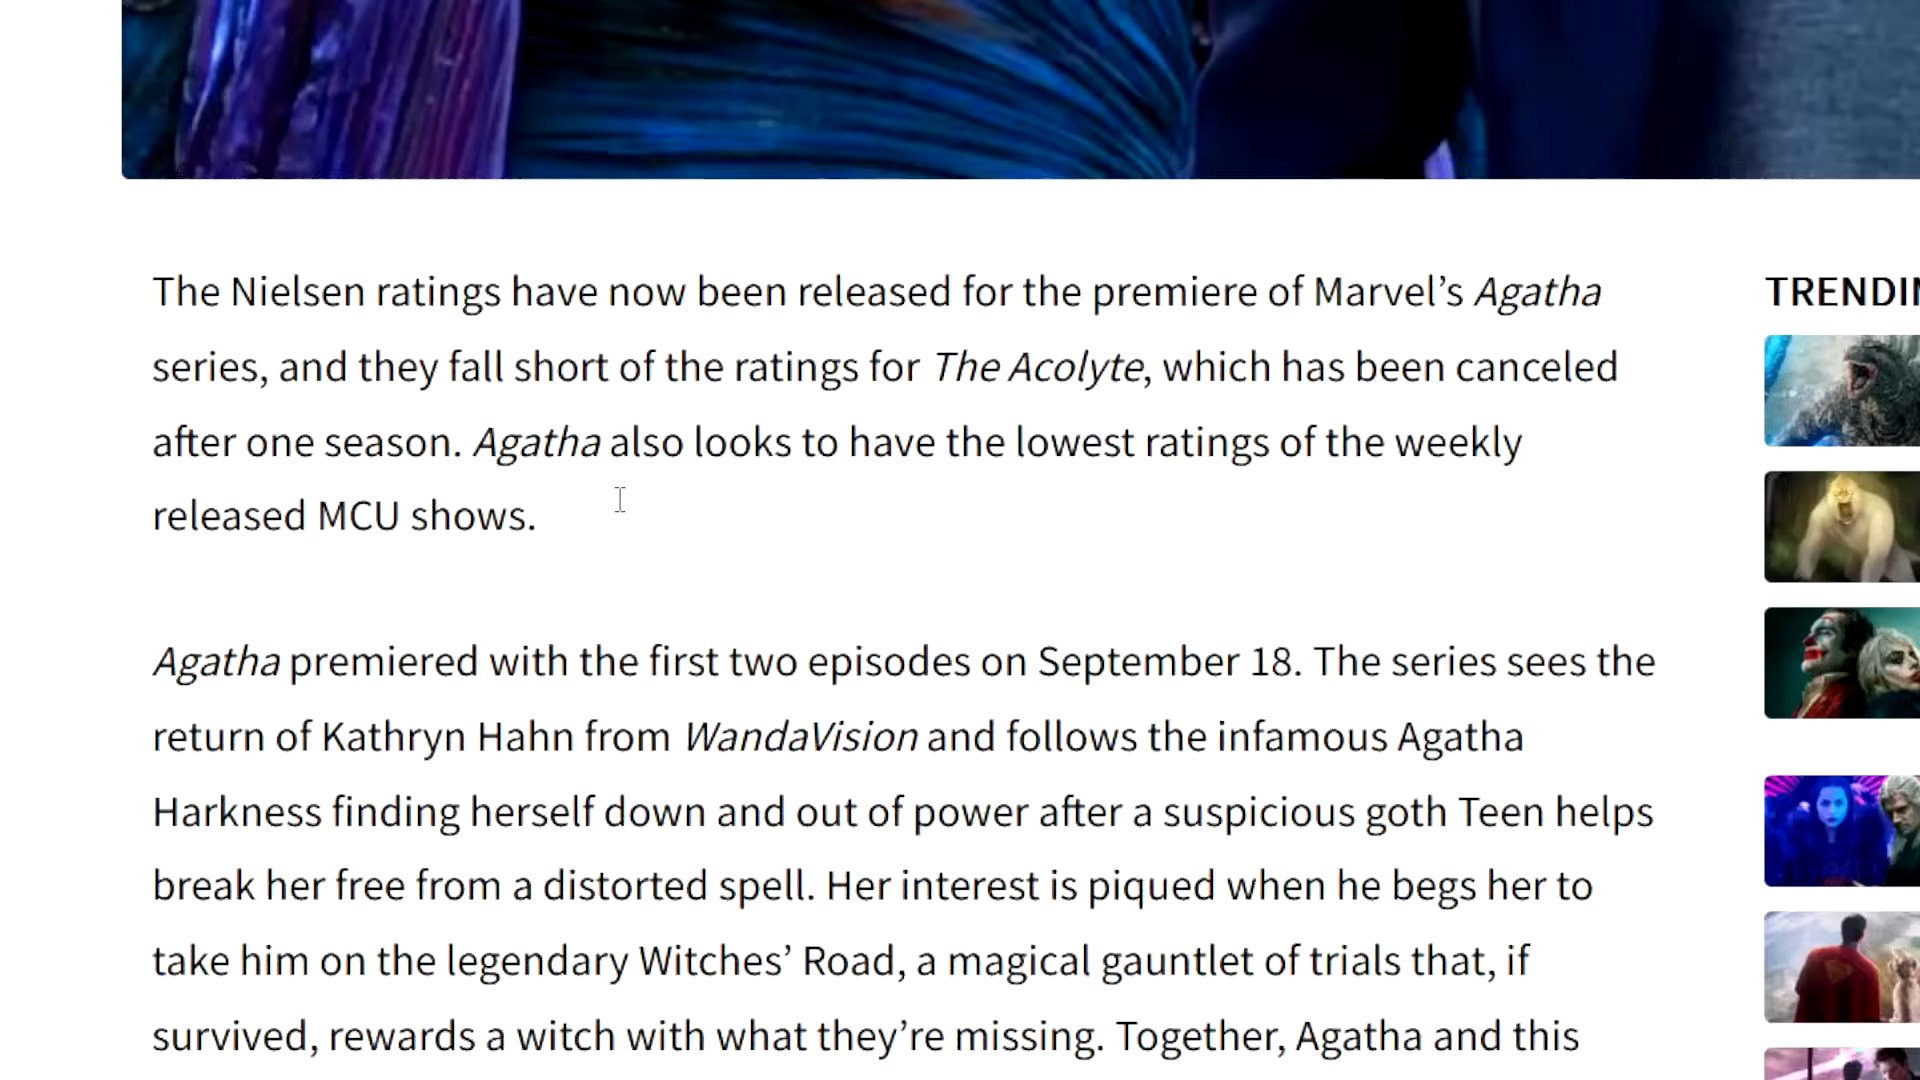 The Nielsen ratings have now been released for the premiere of Marvel’s Agatha
series, and they fall short of the ratings for The Acolyte, which has been canceled
after one season. Agatha also looks to have the lowest ratings of the weekly
released MCU shows.
Agatha premiered with the first two episodes on September 18. The series sees the
return of Kathryn Hahn from WandaVision and follows the infamous Agatha
Harkness finding herself down and out of power after a suspicious goth Teen helps
break her free from a distorted spell. Her interest is piqued when he begs her to
take him on the legendary Witches’ Road, a magical gauntlet of trials that, if
survived, rewards a witch with what they’re missing. Together, Agatha and this
TRENDIN